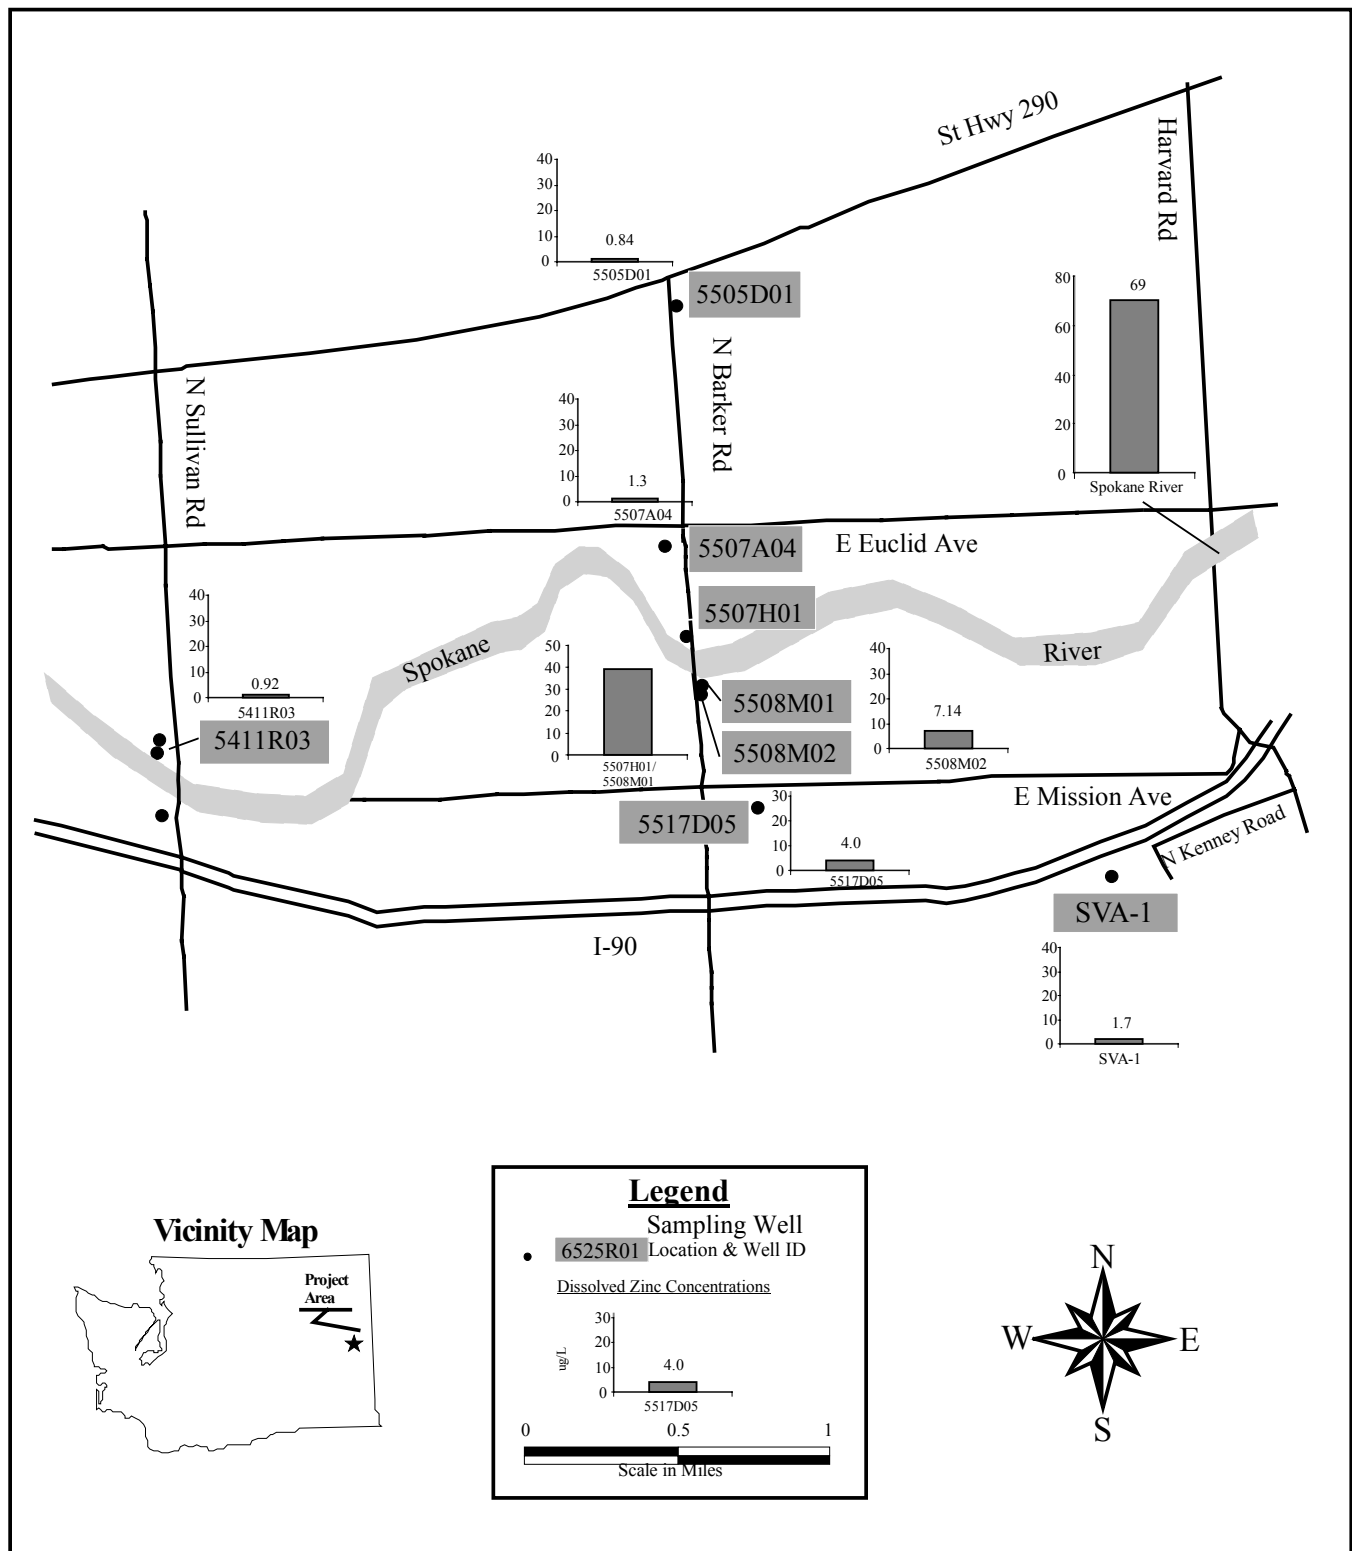 St Hwy 290
Harvard Rd
40
30
20
10
0
0.84
5505D01
5505D01
N Barker Rd
80
60
40
20
0
69
Spokane River
N Sullivan Rd
40
30
20
10
0
1.3
5507A04
5507A04
E Euclid Ave
5507H01
40
30
20
10
0
0.92
5411R03
5411R03
Spokane
River
50
40
30
20
10
0
5507H01/
5508M01
5508M01
5508M02
40
30
20
10
0
7.14
5508M02
E Mission Ave
5517D05
30
20
10
0
4.0
5517D05
N Kenney Road
SVA-1
I-90
40
30
20
10
0
1.7
SVA-1
Vicinity Map
Project
Area
Legend
Sampling Well
6525R01 Location & Well ID
Dissolved Zinc Concentrations
ug/L
30
20
10
0
4.0
5517D05
0 0.5 1
Scale in Miles
N
W E
S